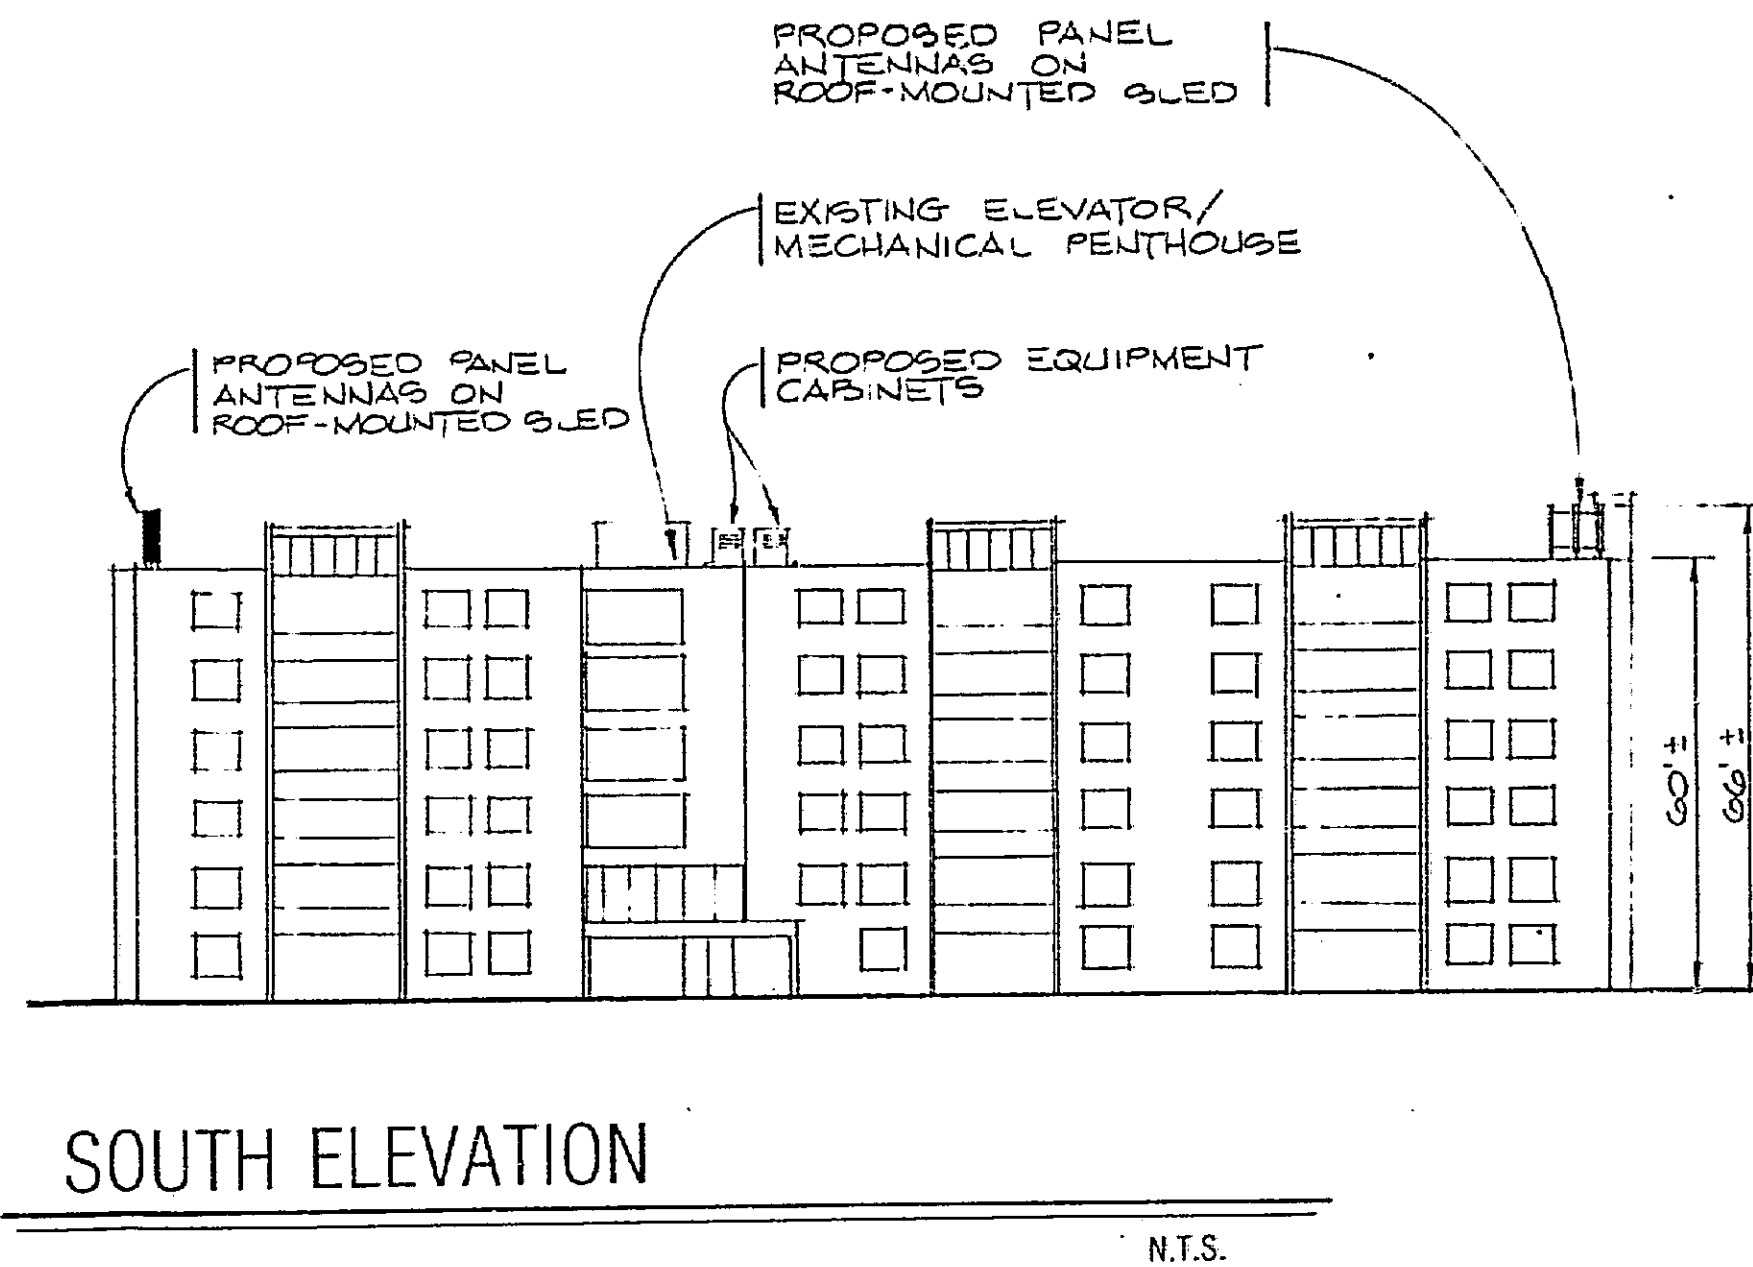 PROPOSED PANEL
ANTENNAS ON
ROOF-MOUNTED SLED
EXISTING ELEVATOR/
MECHANICAL PENTHOUSE
PROPOSED PANEL
ANTENNAS ON
ROOF-MOUNTED SLED
PROPOSED EQUIPMENT
CABINETS
60'±
66'±
SOUTH ELEVATION
N.T.S.